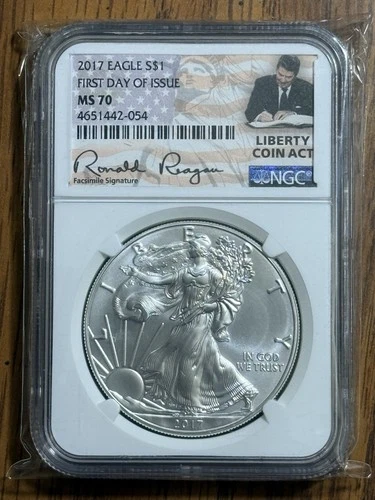 2017 EAGLE S$1
FIRST DAY OF ISSUE
MS 70
4651442-054
LIBERTY
COIN ACT
Ronald Reagan
Facsimile Signature
NGC®
LIBERTY
IN GOD
WE TRUST
2017